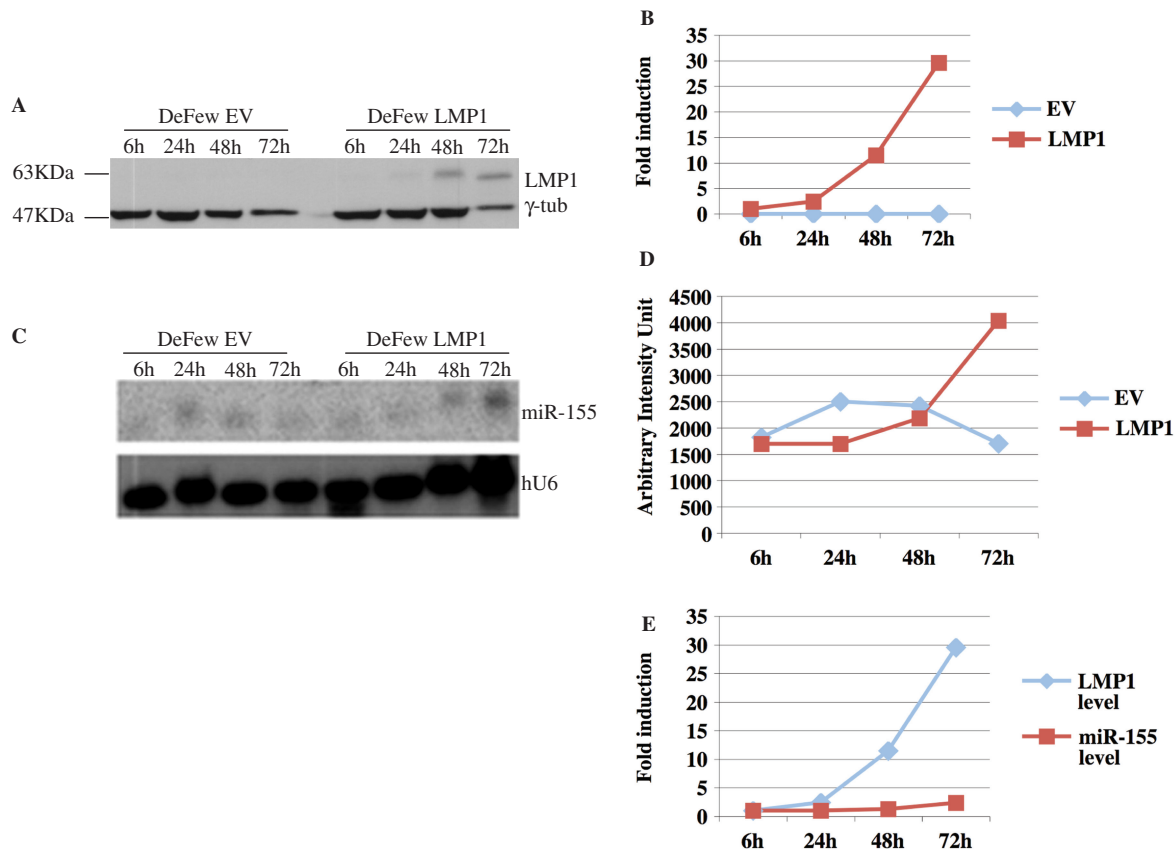 A
DeFew EV
DeFew LMP1
6h 24h 48h 72h
6h 24h 48h 72h
63KDa
LMP1
47KDa
γ-tub
B
Fold induction
35
30
25
20
15
10
5
0
6h 24h 48h 72h
EV
LMP1
C
DeFew EV
DeFew LMP1
6h 24h 48h 72h
6h 24h 48h 72h
miR-155
hU6
D
Arbitrary Intensity Unit
4500
4000
3500
3000
2500
2000
1500
1000
500
0
6h 24h 48h 72h
EV
LMP1
E
Fold induction
35
30
25
20
15
10
5
0
6h 24h 48h 72h
LMP1
level
miR-155
level